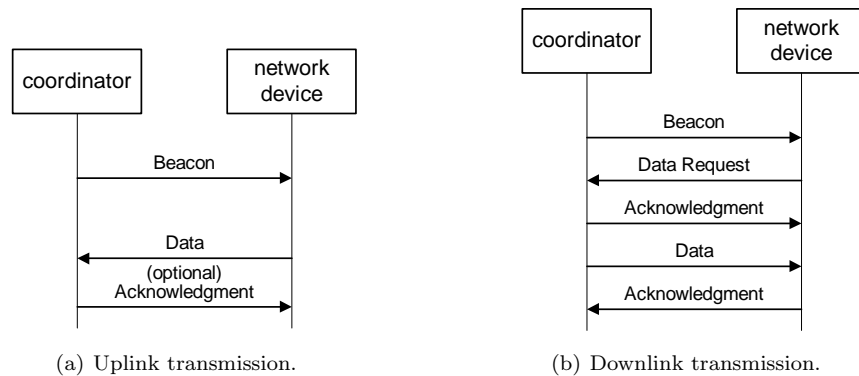 coordinator
network
device
Beacon
Data
(optional)
Acknowledgment
(a) Uplink transmission.
coordinator
network
device
Beacon
Data Request
Acknowledgment
Data
Acknowledgment
(b) Downlink transmission.